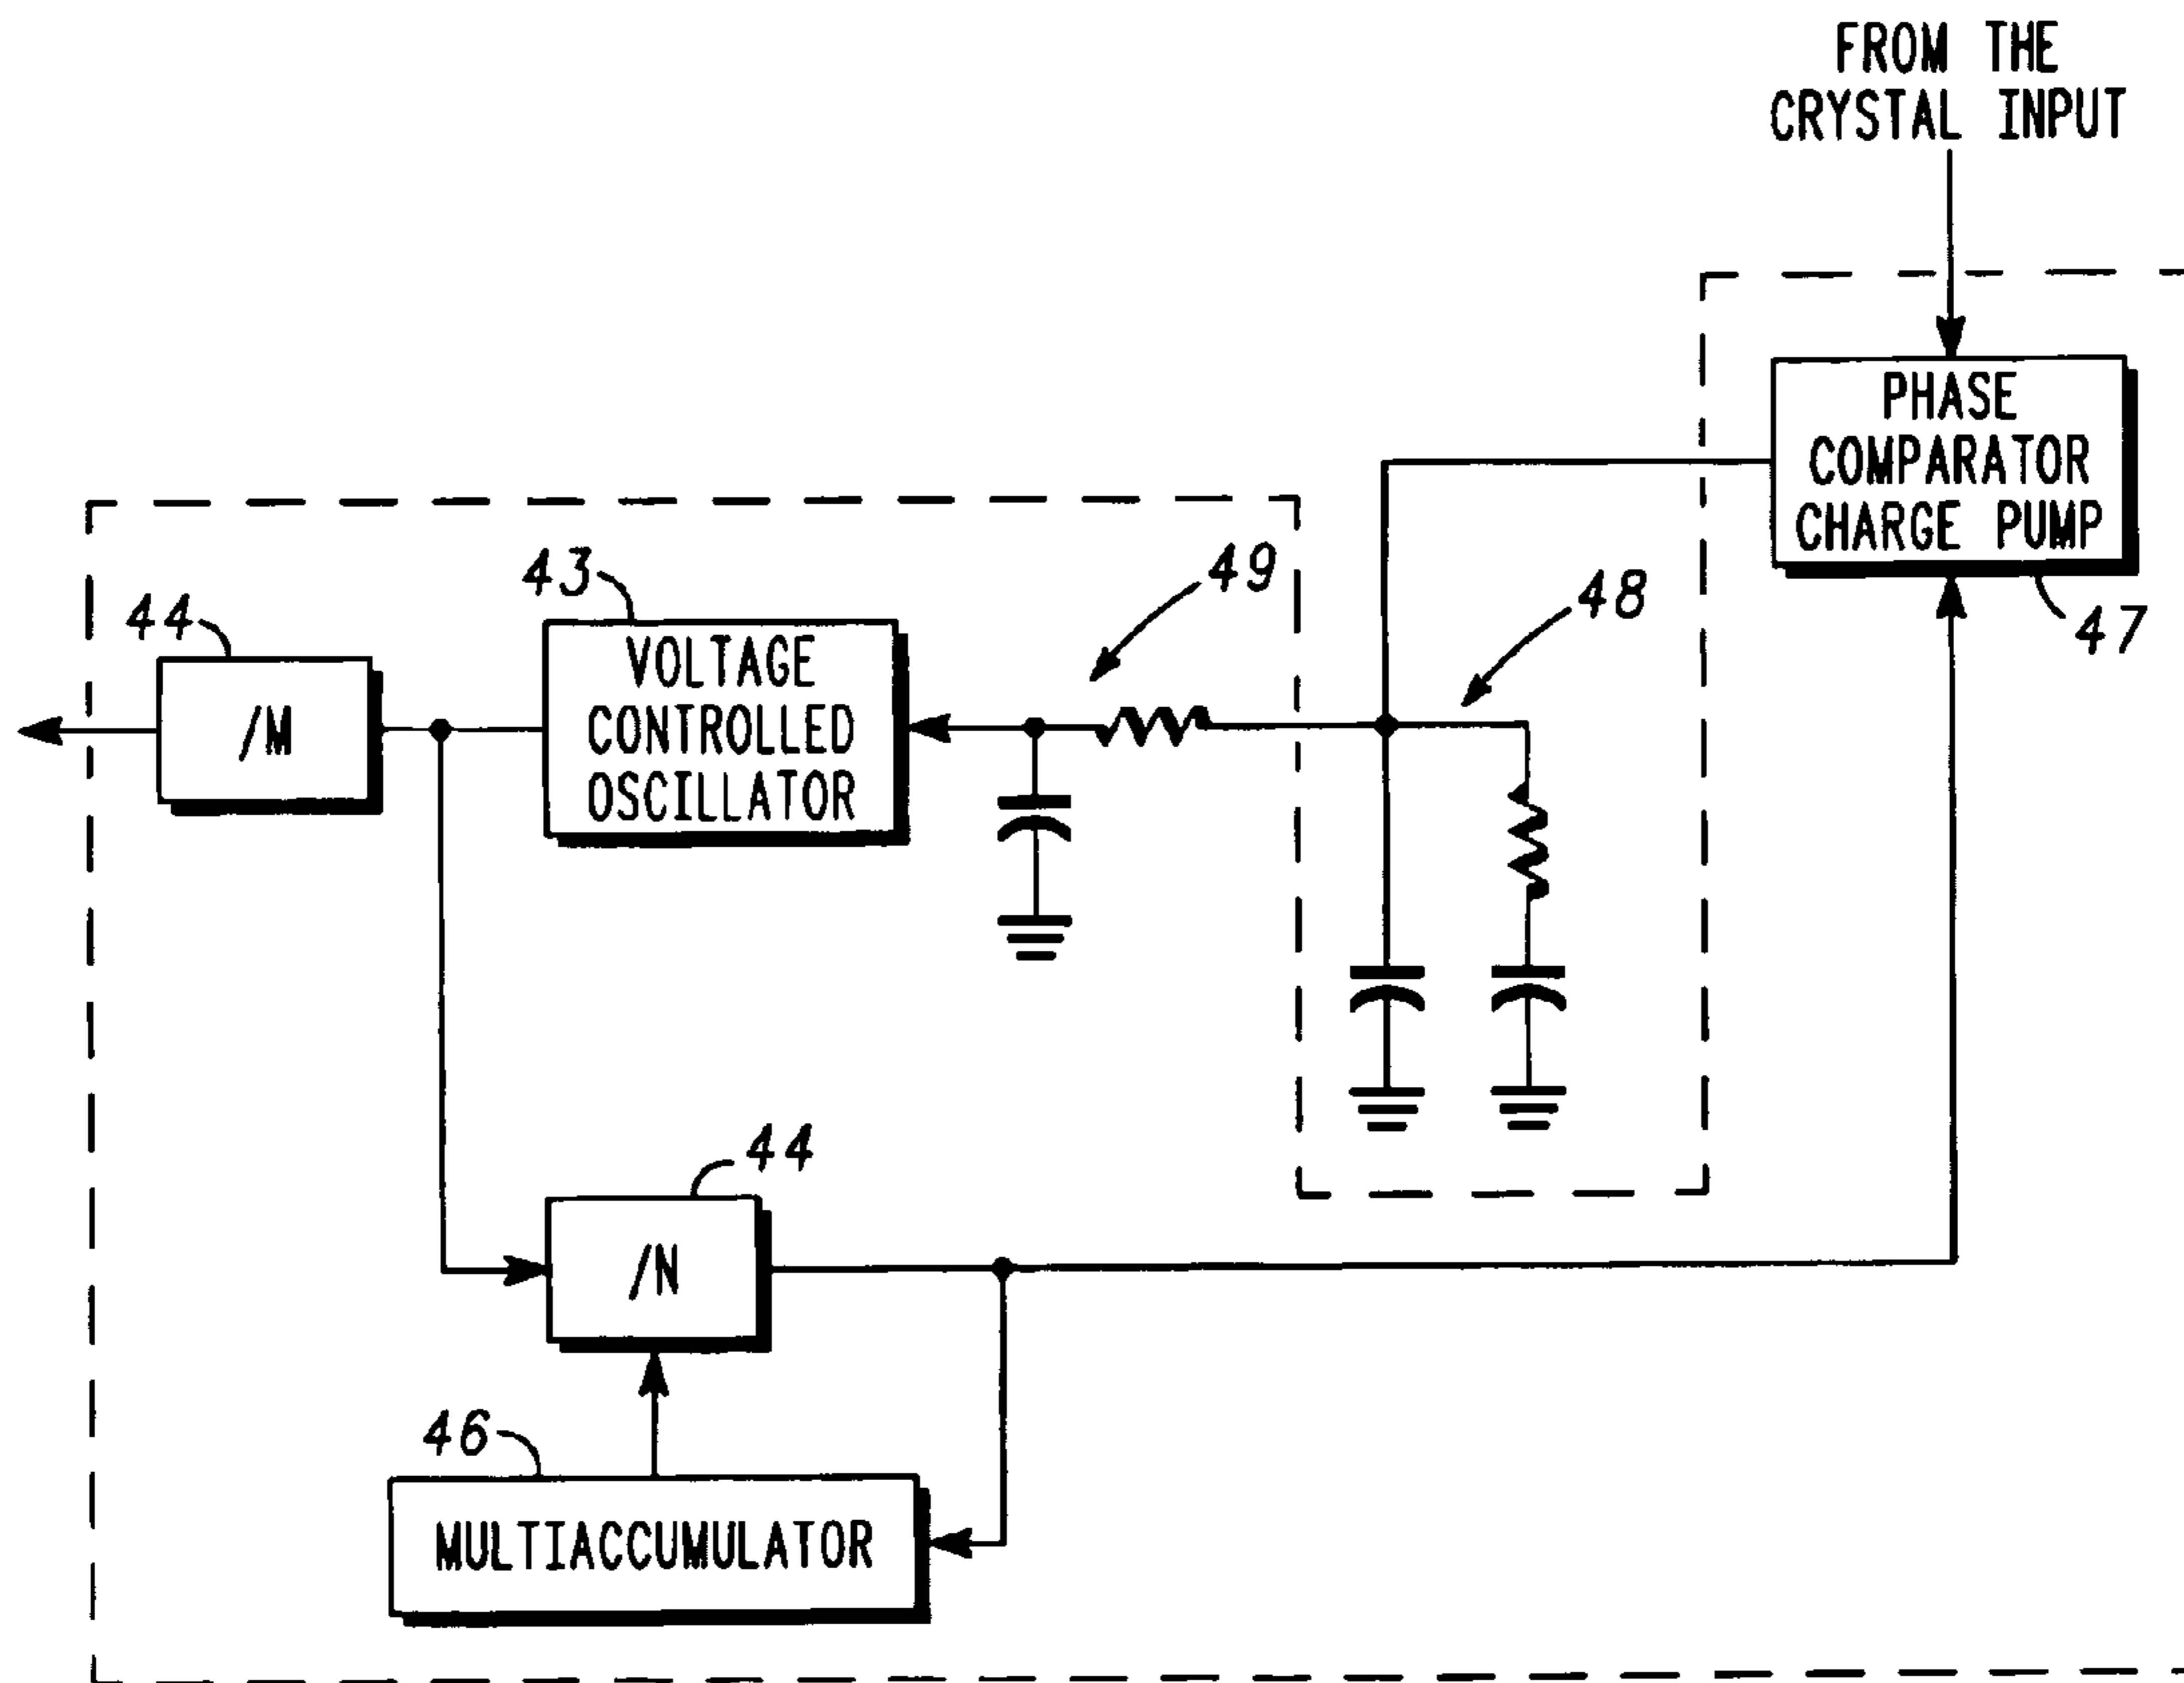 FROM THE
CRYSTAL INPUT
PHASE
COMPARATOR
CHARGE PUMP
47
43
49
48
44
VOLTAGE
CONTROLLED
OSCILLATOR
/M
44
/N
46
MULTIACCUMULATOR